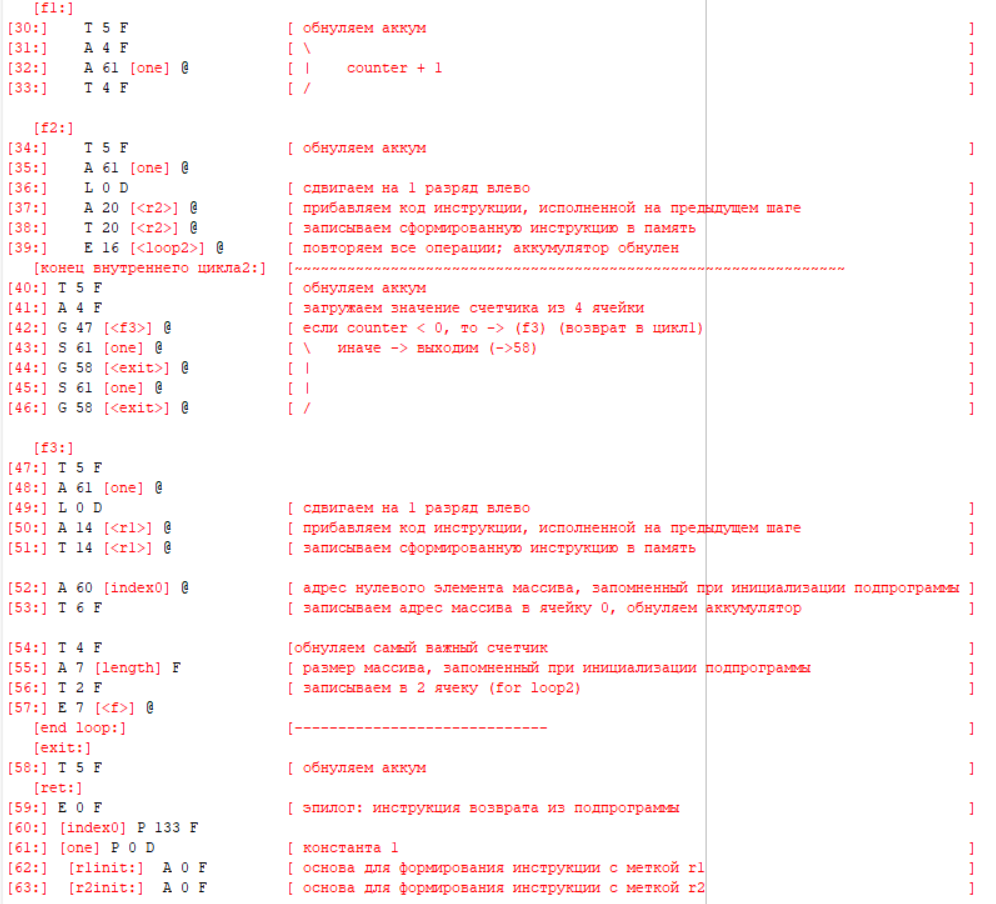 [f1:]
[30:] T 5 F [ обнуляем аккум ]
[31:] A 4 F [ \ ]
[32:] A 61 [one] @ [ | counter + 1 ]
[33:] T 4 F [ / ]
[f2:]
[34:] T 5 F [ обнуляем аккум ]
[35:] A 61 [one] @
[36:] L 0 D [ сдвигаем на 1 разряд влево ]
[37:] A 20 [<r2>] @ [ прибавляем код инструкции, исполненной на предыдущем шаге ]
[38:] T 20 [<r2>] @ [ записываем сформированную инструкцию в память ]
[39:] E 16 [<loop2>] @ [ повторяем все операции; аккумулятор обнулен ]
[конец внутреннего цикла2:] [~~~~~~~~~~~~~~~~~~~~~~~~~~~~~~~~~~~~~~~~~~~~~~~~~~~~~~~~~~~~~~~ ]
[40:] T 5 F [ обнуляем аккум ]
[41:] A 4 F [ загружаем значение счетчика из 4 ячейки ]
[42:] G 47 [<f3>] @ [ если counter < 0, то -> (f3) (возврат в цикл1) ]
[43:] S 61 [one] @ [ \ иначе -> выходим (->58) ]
[44:] G 58 [<exit>] @ [ | ]
[45:] S 61 [one] @ [ | ]
[46:] G 58 [<exit>] @ [ / ]
[f3:]
[47:] T 5 F
[48:] A 61 [one] @
[49:] L 0 D [ сдвигаем на 1 разряд влево ]
[50:] A 14 [<r1>] @ [ прибавляем код инструкции, исполненной на предыдущем шаге ]
[51:] T 14 [<r1>] @ [ записываем сформированную инструкцию в память ]
[52:] A 60 [index0] @ [ адрес нулевого элемента массива, запомненный при инициализации подпрограммы ]
[53:] T 6 F [ записываем адрес массива в ячейку 0, обнуляем аккумулятор ]
[54:] T 4 F [обнуляем самый важный счетчик ]
[55:] A 7 [length] F [ размер массива, запомненный при инициализации подпрограммы ]
[56:] T 2 F [ записываем в 2 ячеку (for loop2) ]
[57:] E 7 [<f>] @
[end loop:] [----------------------------- ]
[exit:]
[58:] T 5 F [ обнуляем аккум ]
[ret:]
[59:] E 0 F [ эпилог: инструкция возврата из подпрограммы ]
[60:] [index0] P 133 F
[61:] [one] P 0 D [ константа 1 ]
[62:] [r1init:] A 0 F [ основа для формирования инструкции с меткой r1 ]
[63:] [r2init:] A 0 F [ основа для формирования инструкции с меткой r2 ]